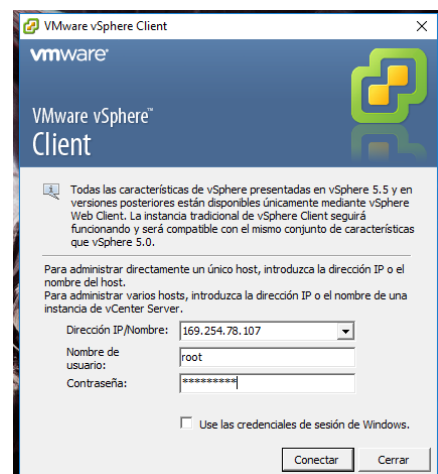 VMware vSphere Client
vmware
VMware vSphere™
Client
Todas las características de vSphere presentadas en vSphere 5.5 y en
versiones posteriores están disponibles únicamente mediante vSphere
Web Client. La instancia tradicional de vSphere Client seguirá
funcionando y será compatible con el mismo conjunto de características
que vSphere 5.0.
Para administrar directamente un único host, introduzca la dirección IP o el
nombre del host.
Para administrar varios hosts, introduzca la dirección IP o el nombre de una
instancia de vCenter Server.
Dirección IP/Nombre: 169.254.78.107
Nombre de
usuario: root
Contraseña: *********
Use las credenciales de sesión de Windows.
Conectar Cerrar